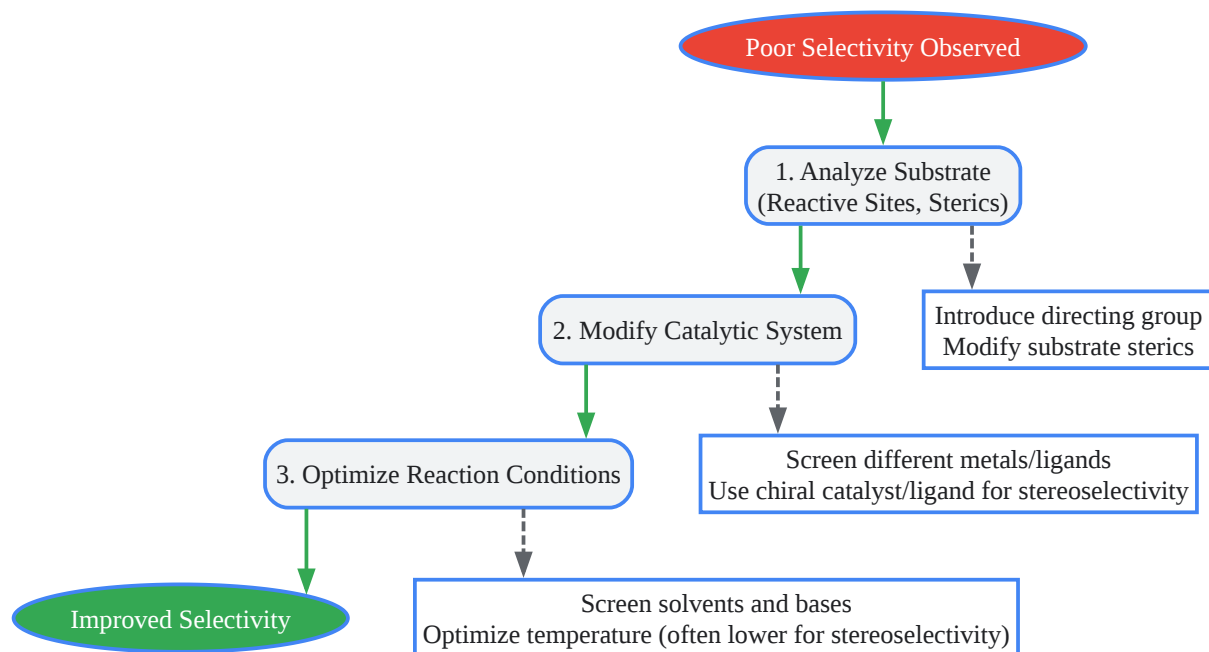 Poor Selectivity Observed
1. Analyze Substrate
(Reactive Sites, Sterics)
Introduce directing group
Modify substrate sterics
2. Modify Catalytic System
Screen different metals/ligands
Use chiral catalyst/ligand for stereoselectivity
3. Optimize Reaction Conditions
Screen solvents and bases
Optimize temperature (often lower for stereoselectivity)
Improved Selectivity